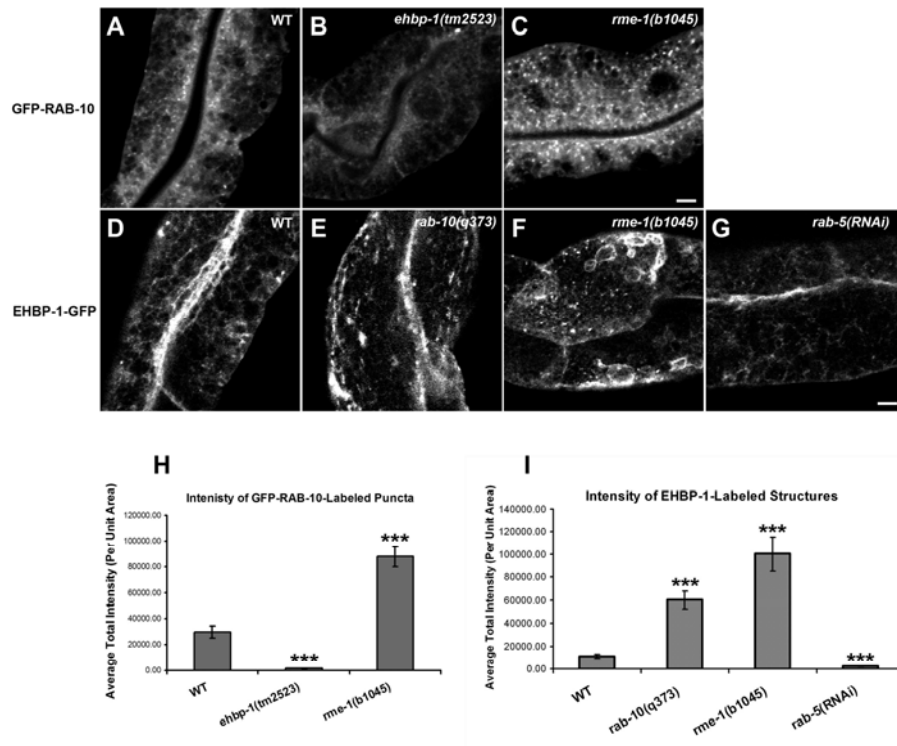 A WT
B ehbp-1(tm2523)
C rme-1(b1045)
GFP-RAB-10
D WT
E rab-10(q373)
F rme-1(b1045)
G rab-5(RNAi)
EHBP-1-GFP
H
Intenisty of GFP-RAB-10-Labeled Puncta
Average Total Intensity (Per Unit Area)
120000.00
100000.00
80000.00
60000.00
40000.00
20000.00
0.00
***
***
WT
ehbp-1(tm2523)
rme-1(b1045)
I
Intensity of EHBP-1-Labeled Structures
Average Total Intensity (Per Unit Area)
140000.00
120000.00
100000.00
80000.00
60000.00
40000.00
20000.00
0.00
***
***
***
WT
rab-10(q373)
rme-1(b1045)
rab-5(RNAi)